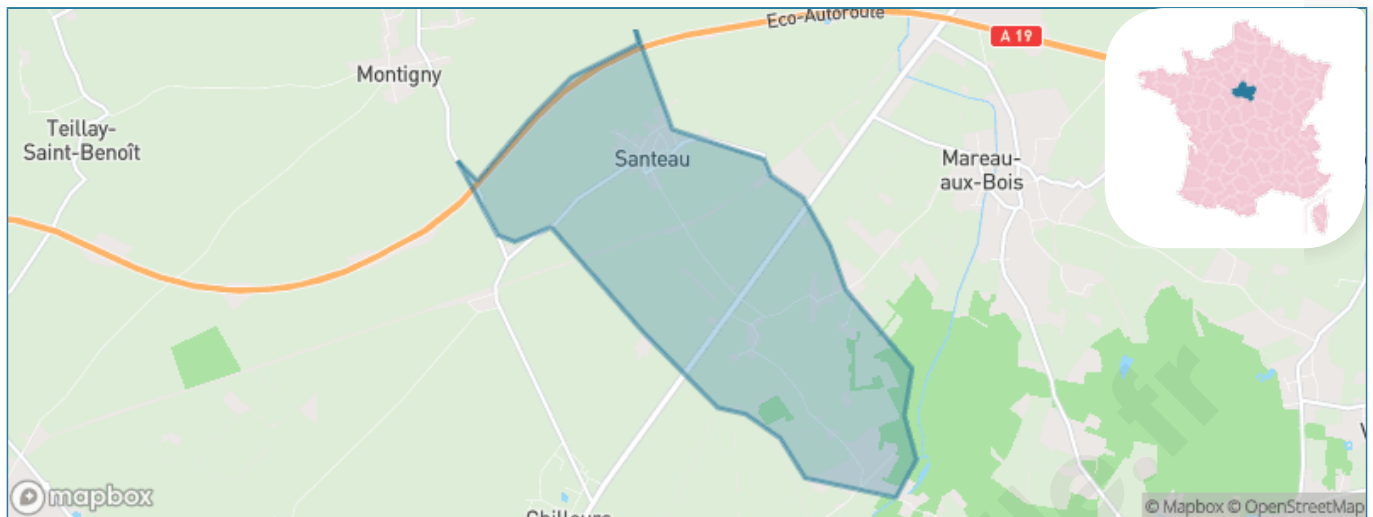 Eco-Autoroute
A 19
Montigny
Teillay-
Saint-Benoît
Santeau
Mareau-
aux-Bois
mapbox
© Mapbox © OpenStreetMap